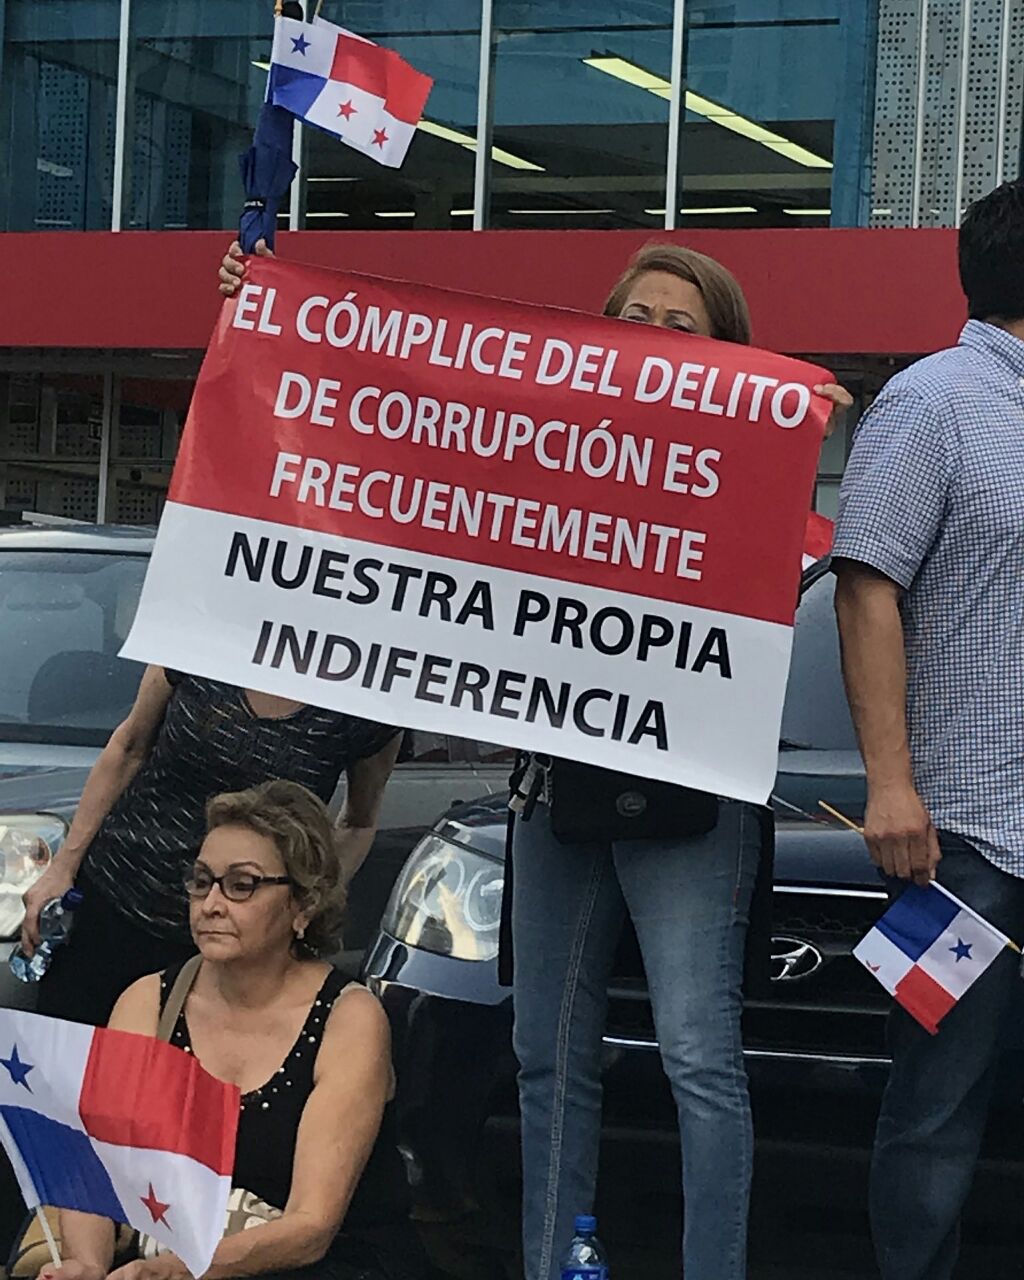 EL CÓMPLICE DEL DELITO
DE CORRUPCIÓN ES
FRECUENTEMENTE
NUESTRA PROPIA
INDIFERENCIA